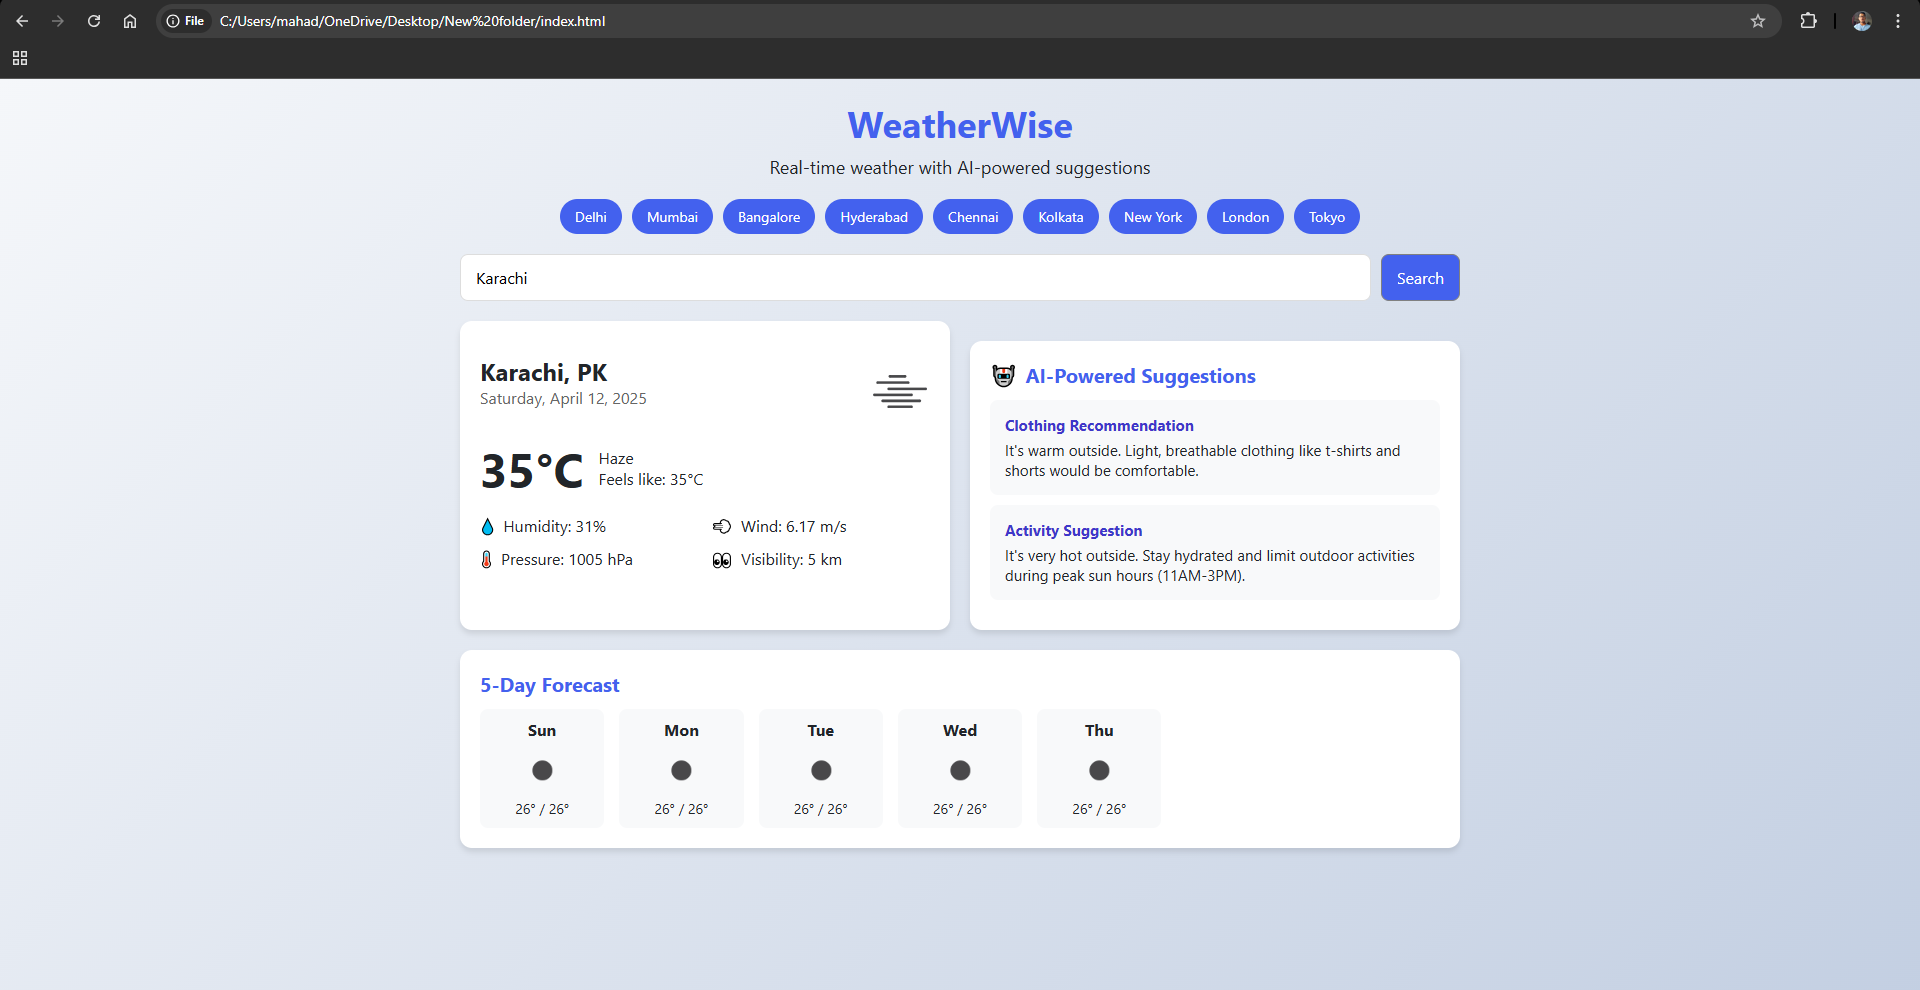 File C:/Users/mahad/OneDrive/Desktop/New%20folder/index.html
WeatherWise
Real-time weather with AI-powered suggestions
Delhi Mumbai Bangalore Hyderabad Chennai Kolkata New York London Tokyo
Karachi Search
Karachi, PK
Saturday, April 12, 2025
35°C
Haze
Feels like: 35°C
Humidity: 31% Wind: 6.17 m/s
Pressure: 1005 hPa Visibility: 5 km
AI-Powered Suggestions
Clothing Recommendation
It's warm outside. Light, breathable clothing like t-shirts and
shorts would be comfortable.
Activity Suggestion
It's very hot outside. Stay hydrated and limit outdoor activities
during peak sun hours (11AM-3PM).
5-Day Forecast
Sun Mon Tue Wed Thu
26° / 26° 26° / 26° 26° / 26° 26° / 26° 26° / 26°